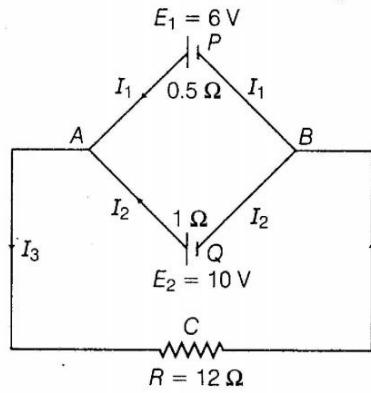 E₁ = 6 V
P
I₁
0.5 Ω
I₁
A
B
I₂
1 Ω
I₂
Q
E₂ = 10 V
I₃
C
R = 12 Ω